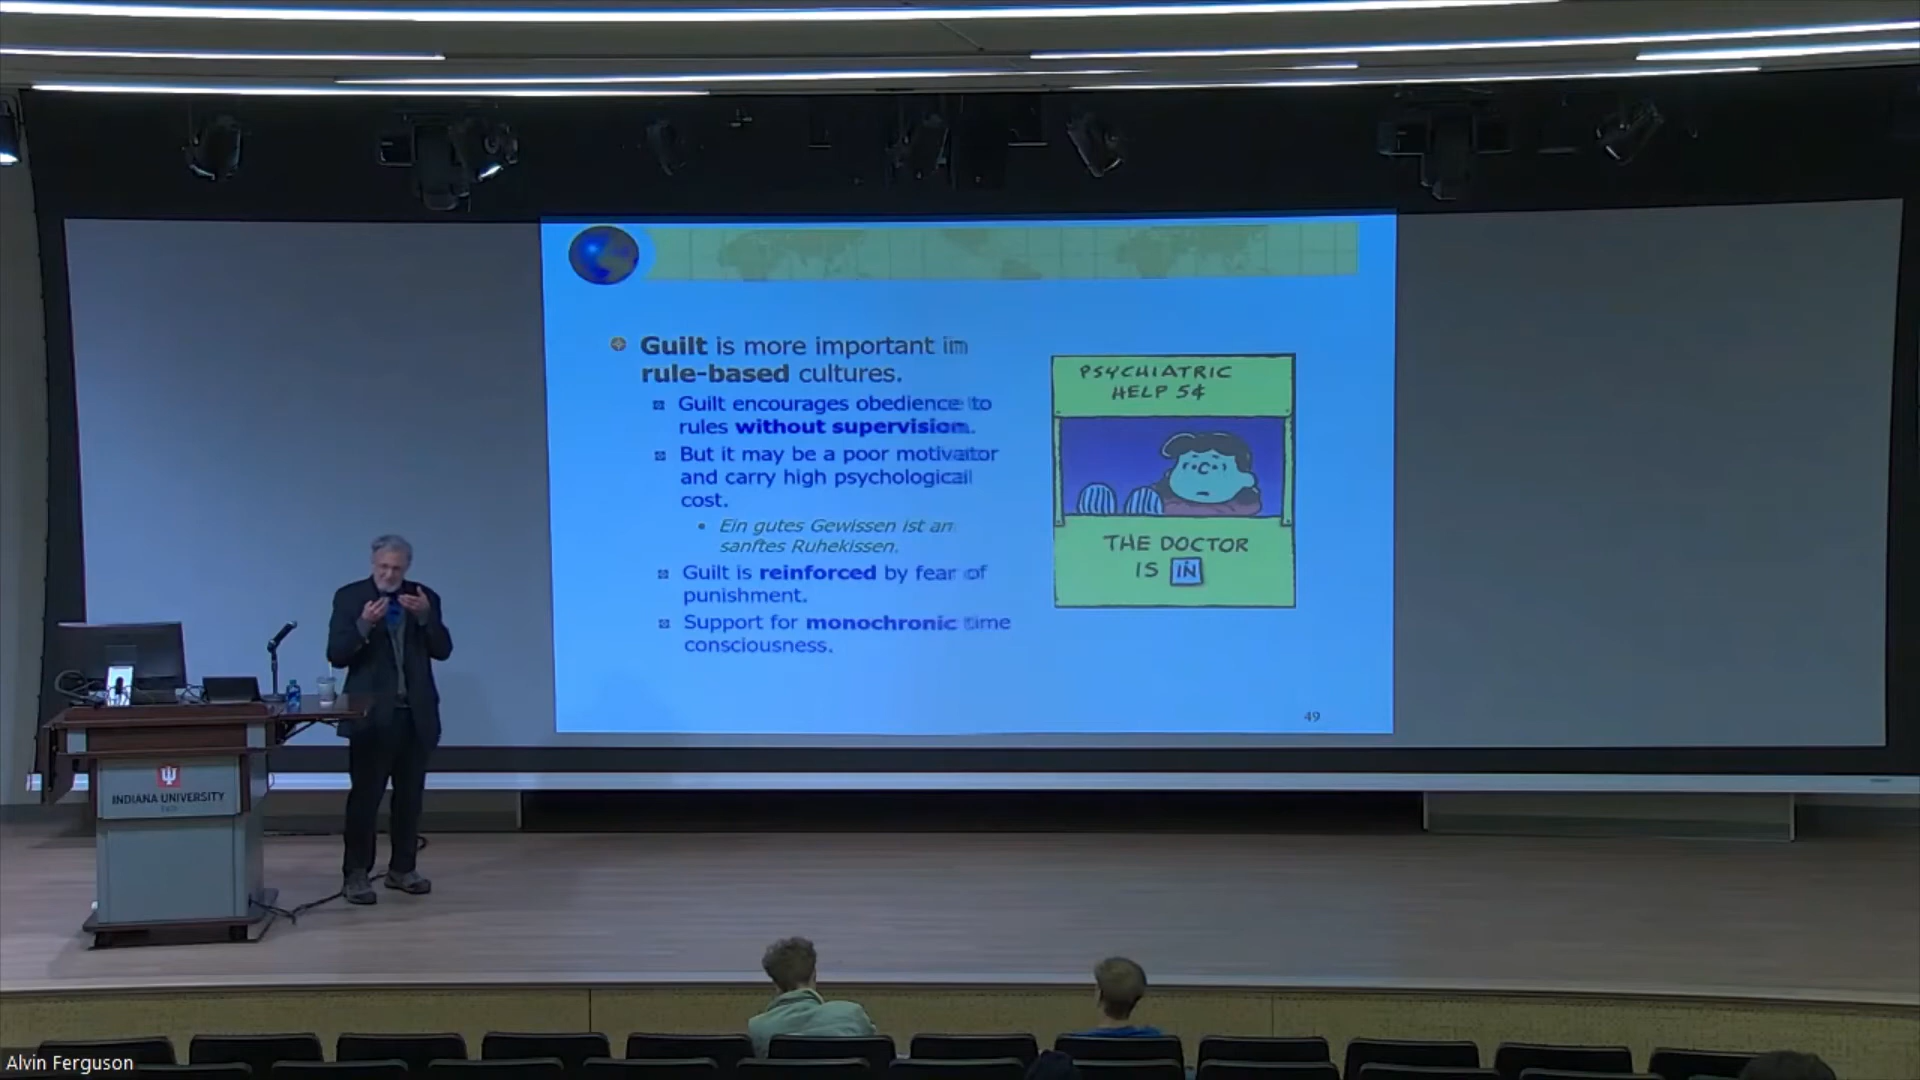 Guilt is more important in
rule-based cultures.
Guilt encourages obedience to
rules without supervision.
But it may be a poor motivator
and carry high psychological
cost.
Ein gutes Gewissen ist an
sanftes Ruhekissen.
Guilt is reinforced by fear of
punishment.
Support for monochronic time
consciousness.
PSYCHIATRIC
HELP 5¢
THE DOCTOR
IS IN
49
INDIANA UNIVERSITY
Alvin Ferguson